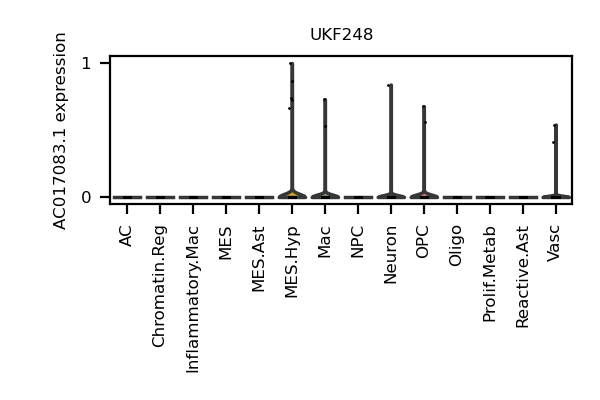 UKF248
AC017083.1 expression
1
0
AC
Chromatin.Reg
Inflammatory.Mac
MES
MES.Ast
MES.Hyp
Mac
NPC
Neuron
OPC
Oligo
Prolif.Metab
Reactive.Ast
Vasc